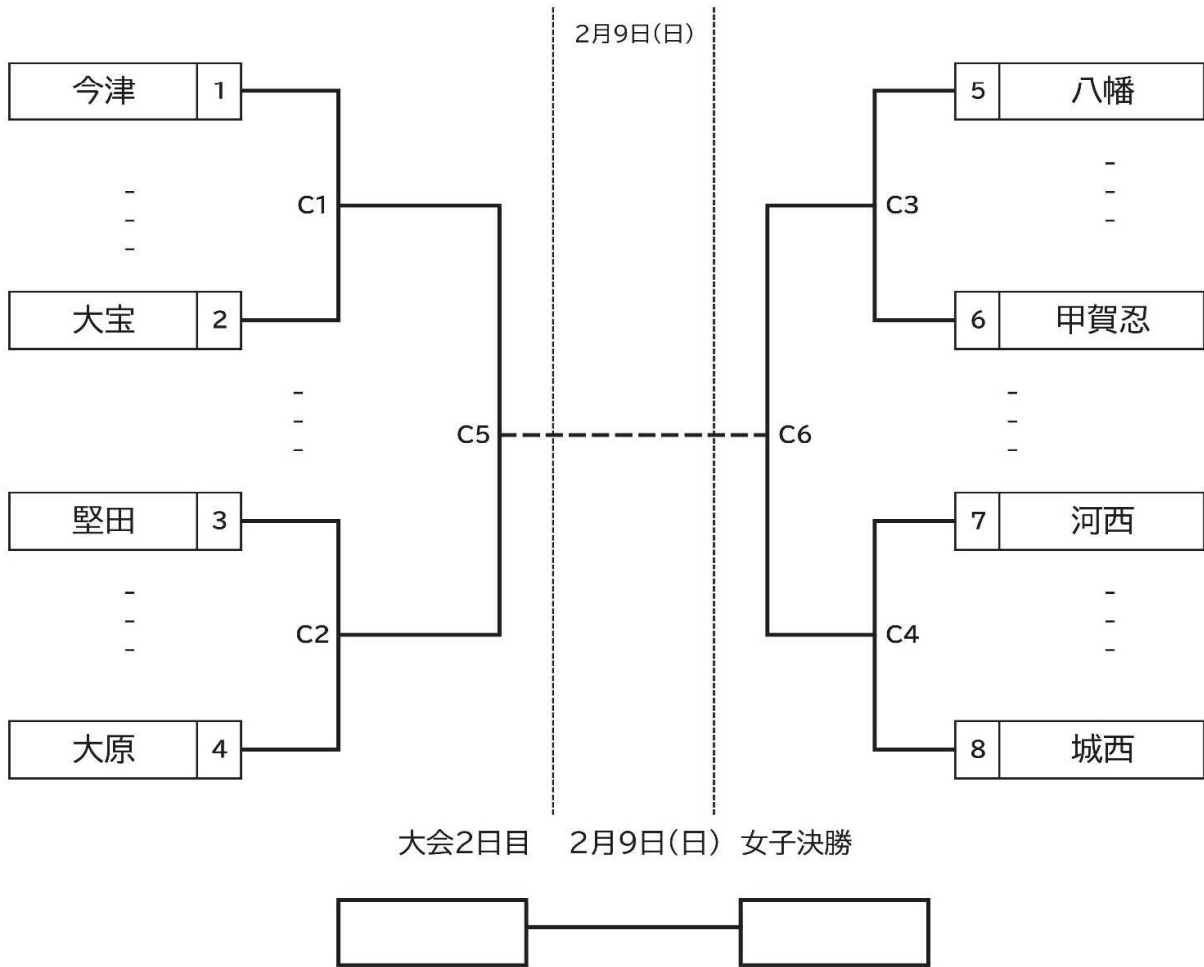 2月9日(日)
今津 1
5 八幡
C1
C3
大宝 2
6 甲賀忍
C5
C6
堅田 3
7 河西
C2
C4
大原 4
8 城西
大会2日目 2月9日(日) 女子決勝